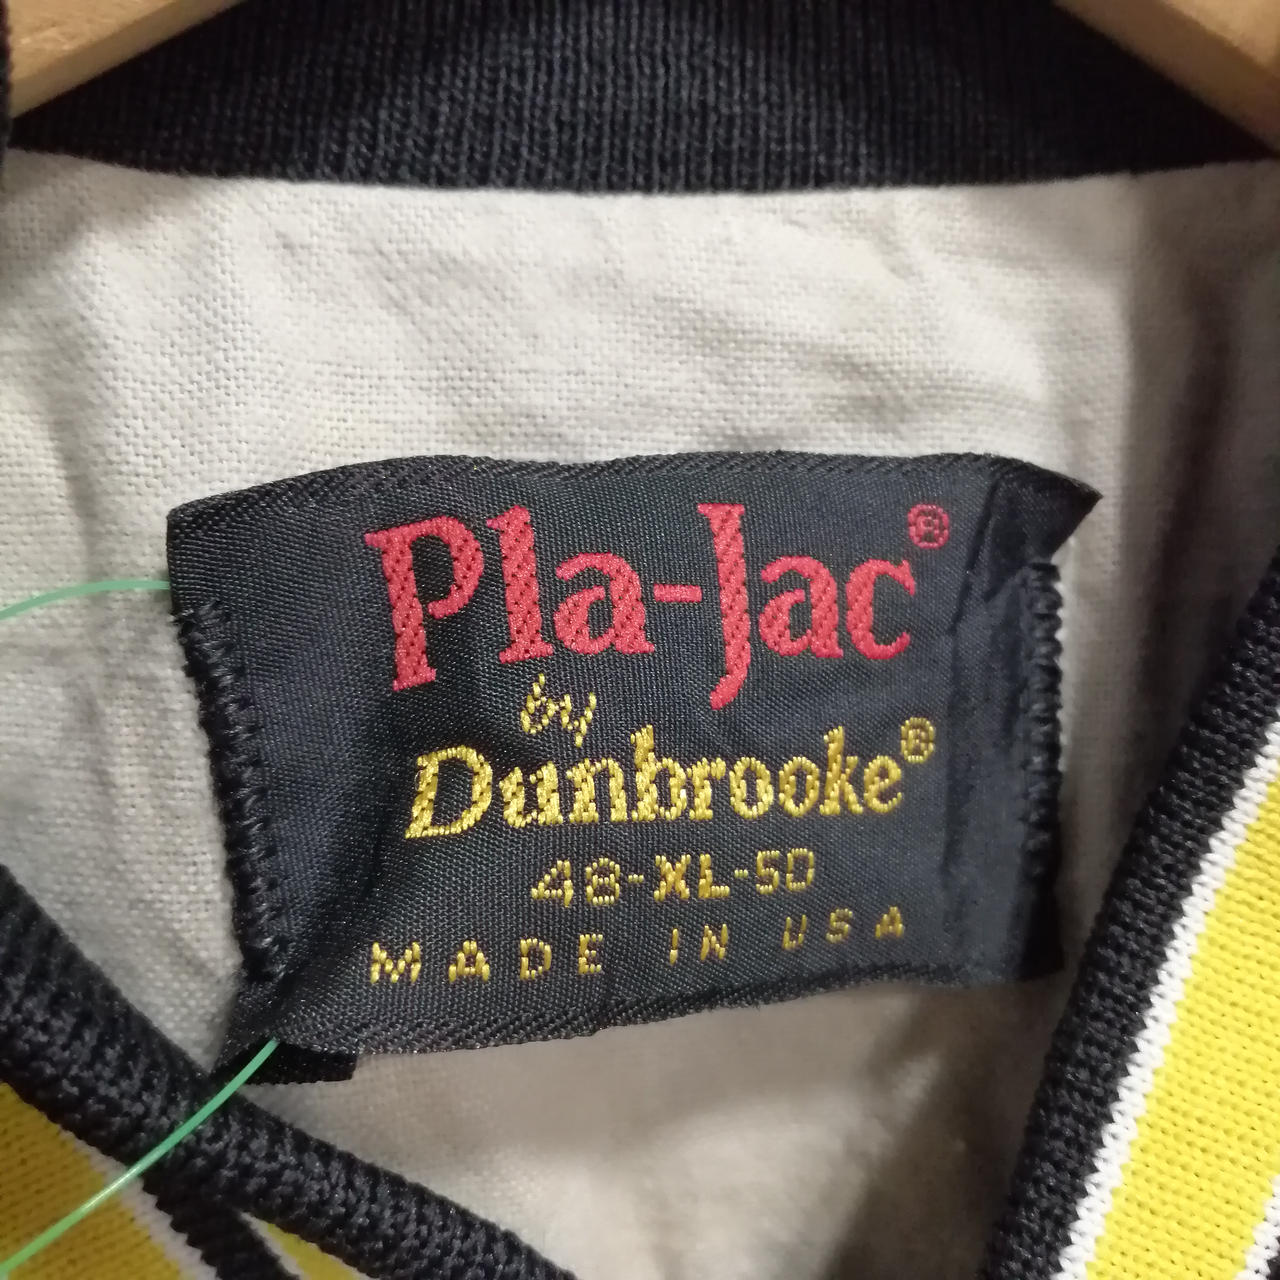 Pla-Jac®
by
Dunbrooke®
48-XL-50
MADE IN USA